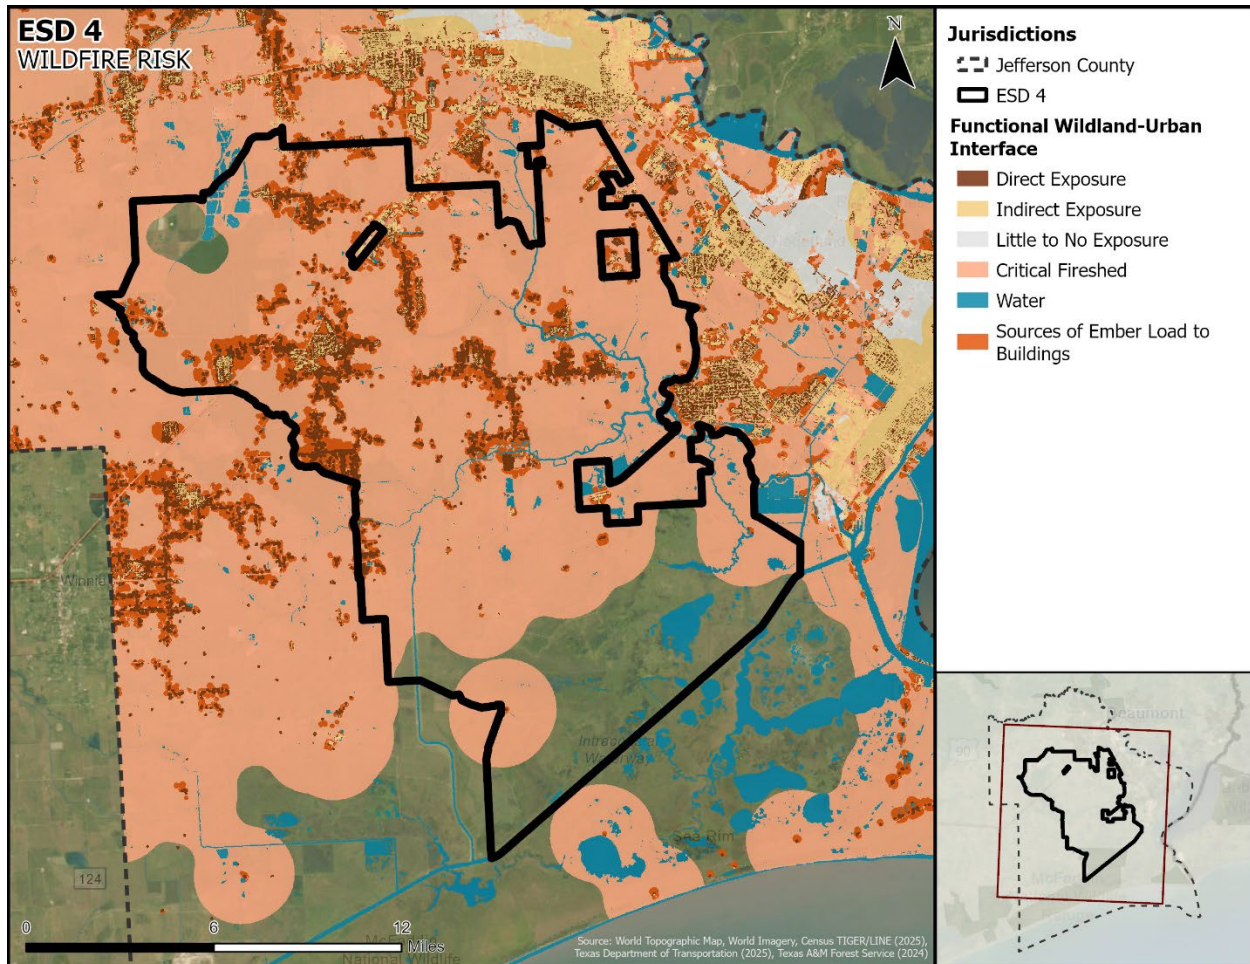 ESD 4
WILDFIRE RISK
N
Winnie
Intracoastal
Waterway
Sea Rim
124
0
6
12
Miles
National Wildlife
Source: World Topographic Map, World Imagery, Census TIGER/LINE (2025),
Texas Department of Transportation (2025), Texas A&M Forest Service (2024)
Jurisdictions
Jefferson County
ESD 4
Functional Wildland-Urban
Interface
Direct Exposure
Indirect Exposure
Little to No Exposure
Critical Fireshed
Water
Sources of Ember Load to
Buildings
Beaumont
90